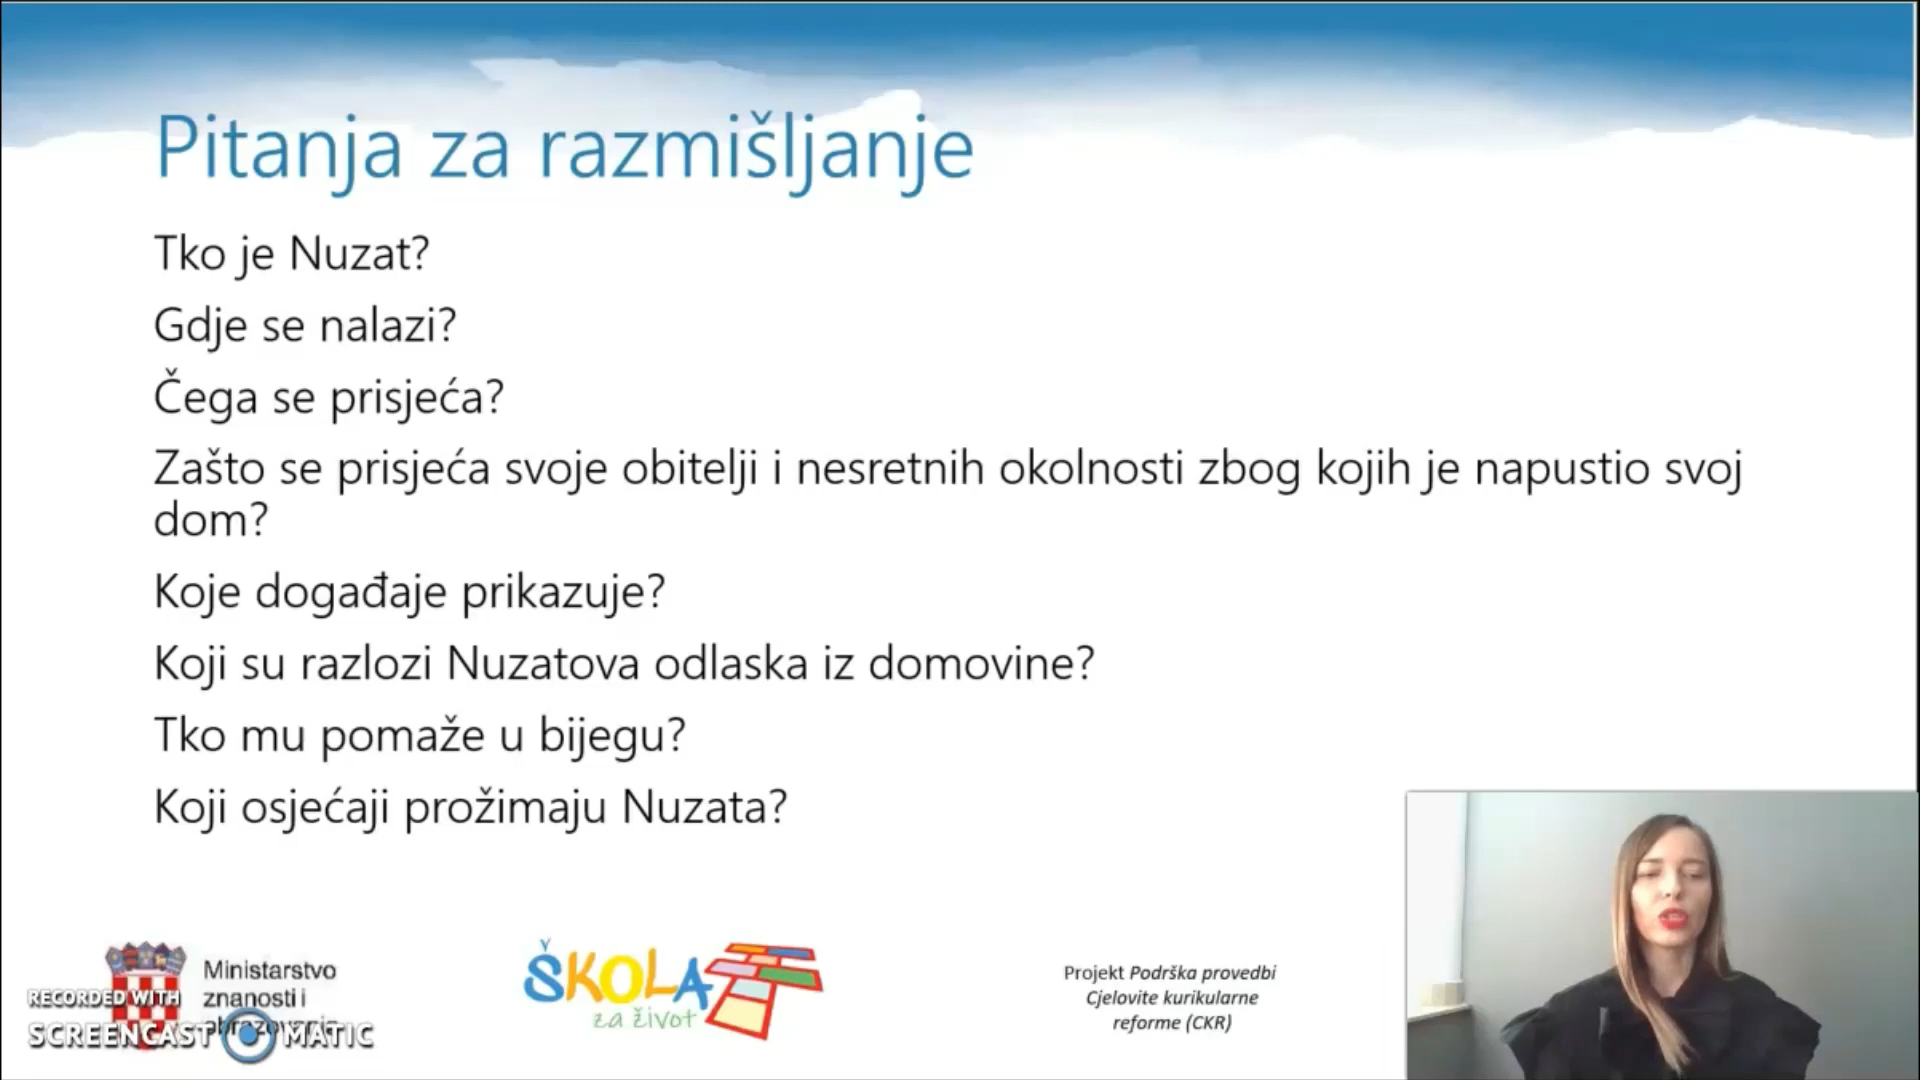 Pitanja za razmišljanje
Tko je Nuzat?
Gdje se nalazi?
Čega se prisjeća?
Zašto se prisjeća svoje obitelji i nesretnih okolnosti zbog kojih je napustio svoj
dom?
Koje događaje prikazuje?
Koji su razlozi Nuzatova odlaska iz domovine?
Tko mu pomaže u bijegu?
Koji osjećaji prožimaju Nuzata?
Ministarstvo
znanosti i
RECORDED WITH
SCREENCAST MATIC
ŠKOLA
za život
Projekt Podrška provedbi
Cjelovite kurikularne
reforme (CKR)